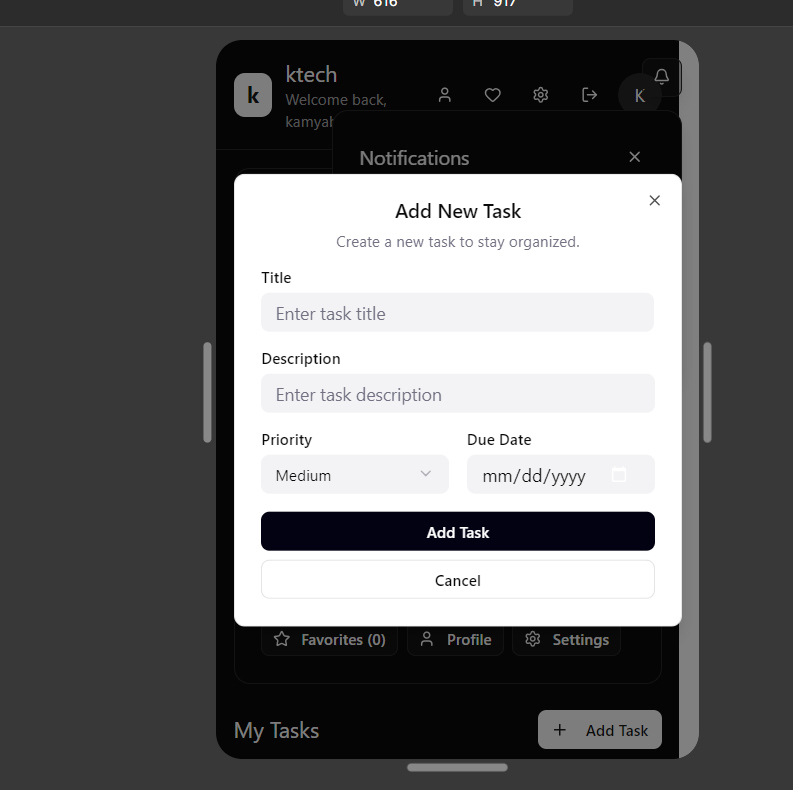 W 616 H 917
ktech
Welcome back,
k
K
Notifications
Add New Task
Create a new task to stay organized.
Title
Enter task title
Description
Enter task description
Priority Due Date
Medium mm/dd/yyyy
Add Task
Cancel
Favorites (0) Profile Settings
My Tasks + Add Task